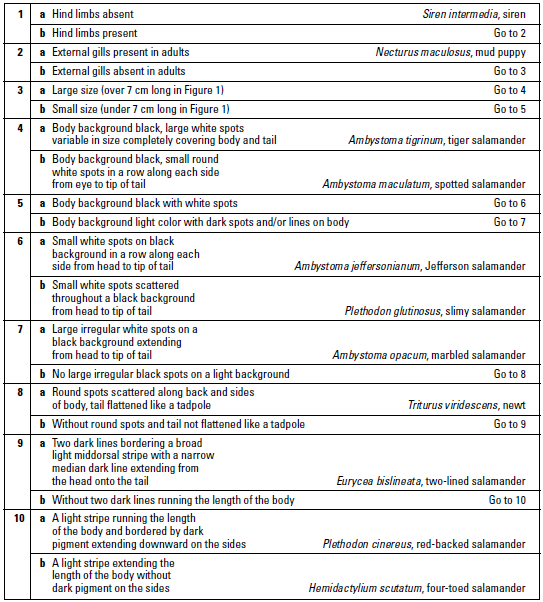 1 a Hind limbs absent Siren intermedia, siren
b Hind limbs present Go to 2
2 a External gills present in adults Necturus maculosus, mud puppy
b External gills absent in adults Go to 3
3 a Large size (over 7 cm long in Figure 1) Go to 4
b Small size (under 7 cm long in Figure 1) Go to 5
4 a Body background black, large white spots
variable in size completely covering body and tail Ambystoma tigrinum, tiger salamander
b Body background black, small round
white spots in a row along each side
from eye to tip of tail Ambystoma maculatum, spotted salamander
5 a Body background black with white spots Go to 6
b Body background light color with dark spots and/or lines on body Go to 7
6 a Small white spots on black
background in a row along each
side from head to tip of tail Ambystoma jeffersonianum, Jefferson salamander
b Small white spots scattered
throughout a black background
from head to tip of tail Plethodon glutinosus, slimy salamander
7 a Large irregular white spots on a
black background extending
from head to tip of tail Ambystoma opacum, marbled salamander
b No large irregular black spots on a light background Go to 8
8 a Round spots scattered along back and sides
of body, tail flattened like a tadpole Triturus viridescens, newt
b Without round spots and tail not flattened like a tadpole Go to 9
9 a Two dark lines bordering a broad
light middorsal stripe with a narrow
median dark line extending from
the head onto the tail Eurycea bislineata, two-lined salamander
b Without two dark lines running the length of the body Go to 10
10 a A light stripe running the length
of the body and bordered by dark
pigment extending downward on the sides Plethodon cinereus, red-backed salamander
b A light stripe extending the
length of the body without
dark pigment on the sides Hemidactylium scutatum, four-toed salamander